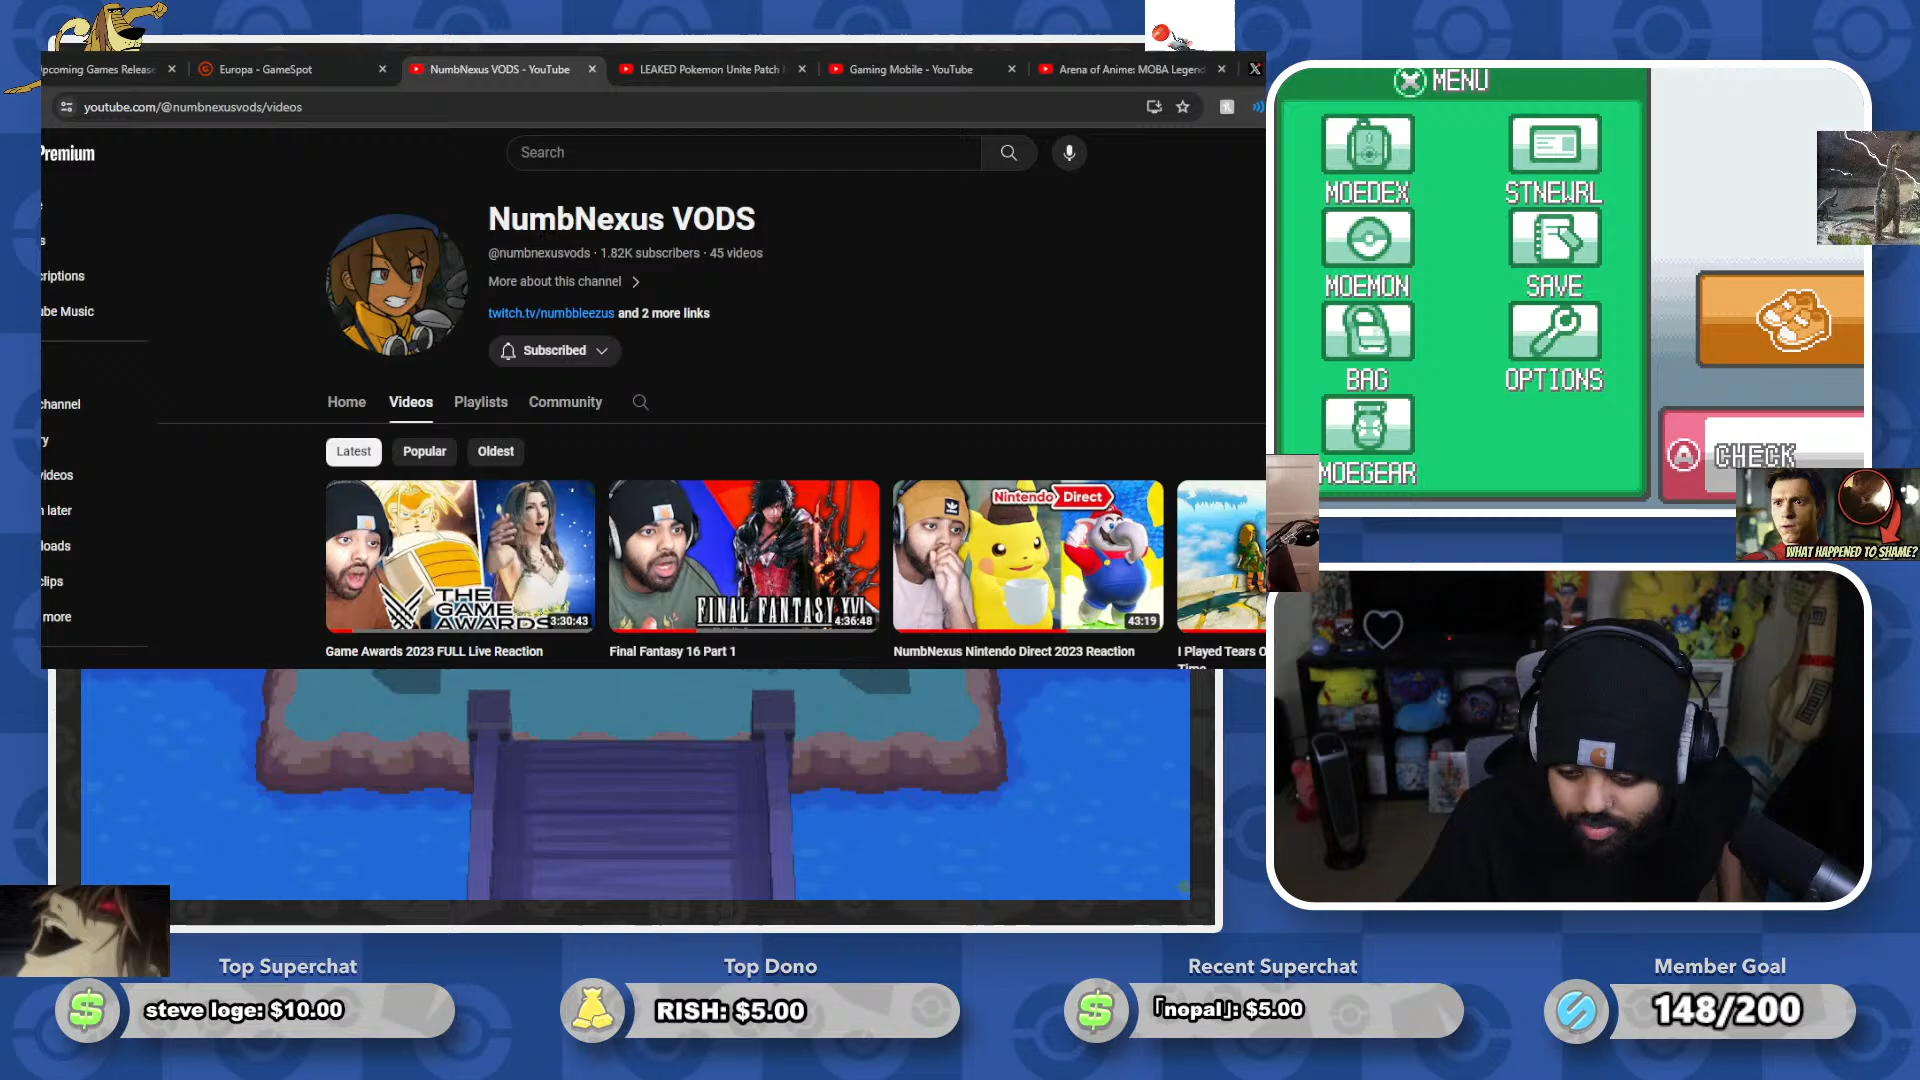 pcoming Games Release
Europa - GameSpot
NumbNexus VODS - YouTube
LEAKED Pokemon Unite Patch
Gaming Mobile - YouTube
Arena of Anime: MOBA Legend
youtube.com/@numbnexusvods/videos
Premium
Search
NumbNexus VODS
@numbnexusvods · 1.82K subscribers · 45 videos
More about this channel
twitch.tv/numbbleezus and 2 more links
Subscribed
Home
Videos
Playlists
Community
Latest
Popular
Oldest
e
s
criptions
ube Music
channel
ry
videos
n later
loads
clips
more
THE
GAME
AWARDS
3:30:43
FINAL FANTASY XVI
4:36:48
Nintendo Direct
43:19
Game Awards 2023 FULL Live Reaction
Final Fantasy 16 Part 1
NumbNexus Nintendo Direct 2023 Reaction
I Played Tears O
Time
MENU
MOEDEX
STNEWRL
MOEMON
SAVE
BAG
OPTIONS
MOEGEAR
A CHECK
WHAT HAPPENED TO SHAME?
Top Superchat
steve loge: $10.00
Top Dono
RISH: $5.00
Recent Superchat
「nopal」: $5.00
Member Goal
148/200